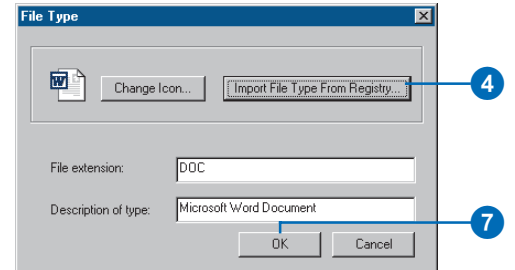 File Type
Change Icon...
Import File Type From Registry...
4
File extension:
DOC
Description of type:
Microsoft Word Document
7
OK
Cancel